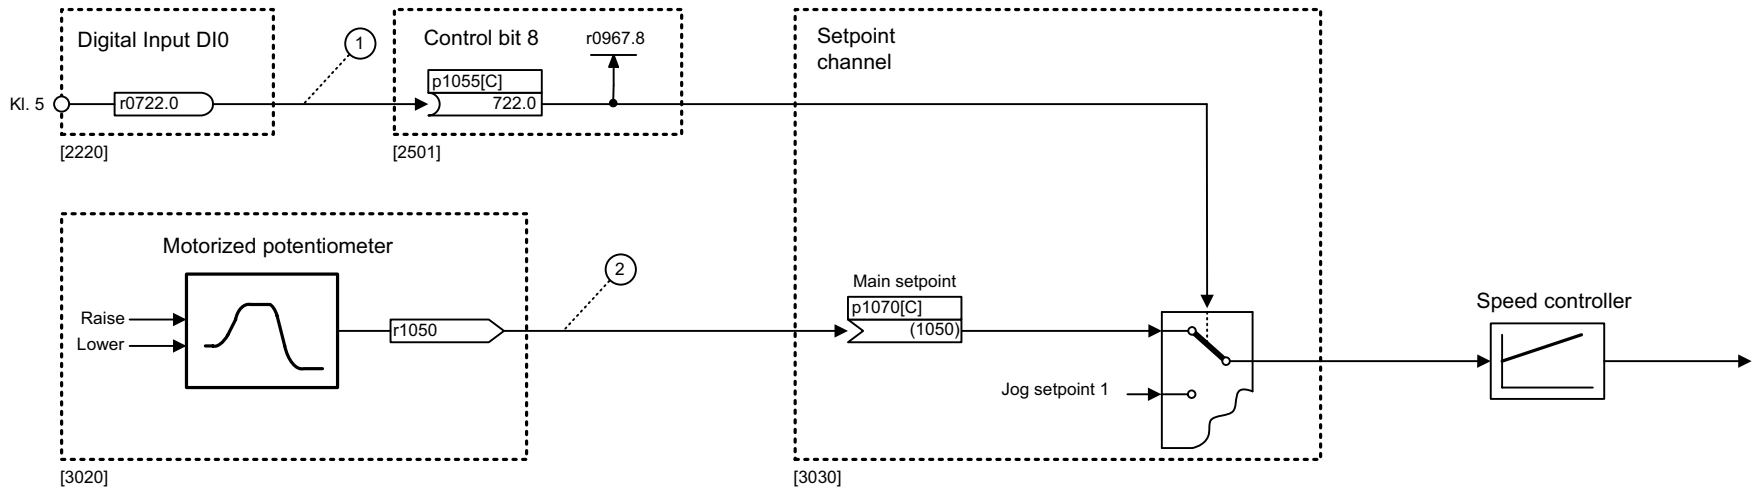 Digital Input DI0
1
Control bit 8
r0967.8
Setpoint
channel
p1055[C]
Kl. 5
r0722.0
722.0
[2220]
[2501]
Motorized potentiometer
2
Main setpoint
Speed controller
p1070[C]
Raise
r1050
(1050)
Lower
Jog setpoint 1
[3020]
[3030]